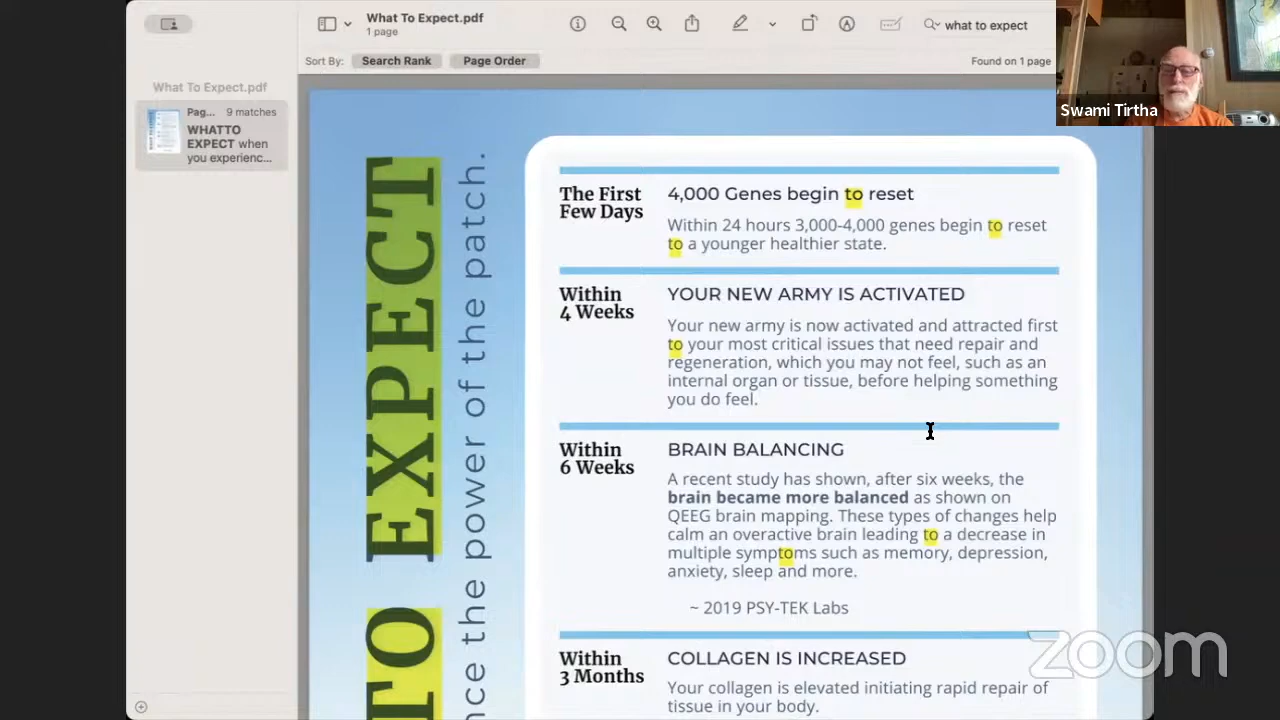 What To Expect.pdf
1 page
what to expect
Sort By:
Search Rank
Page Order
Found on 1 page
What To Expect.pdf
Pag...
9 matches
WHATTO
EXPECT when
you experienc...
Swami Tirtha
TO EXPECT
nce the power of the patch.
The First
Few Days
4,000 Genes begin to reset
Within 24 hours 3,000-4,000 genes begin to reset
to a younger healthier state.
Within
4 Weeks
YOUR NEW ARMY IS ACTIVATED
Your new army is now activated and attracted first
to your most critical issues that need repair and
regeneration, which you may not feel, such as an
internal organ or tissue, before helping something
you do feel.
Within
6 Weeks
BRAIN BALANCING
A recent study has shown, after six weeks, the
brain became more balanced as shown on
QEEG brain mapping. These types of changes help
calm an overactive brain leading to a decrease in
multiple symptoms such as memory, depression,
anxiety, sleep and more.
~ 2019 PSY-TEK Labs
Within
3 Months
COLLAGEN IS INCREASED
Your collagen is elevated initiating rapid repair of
tissue in your body.
zoom